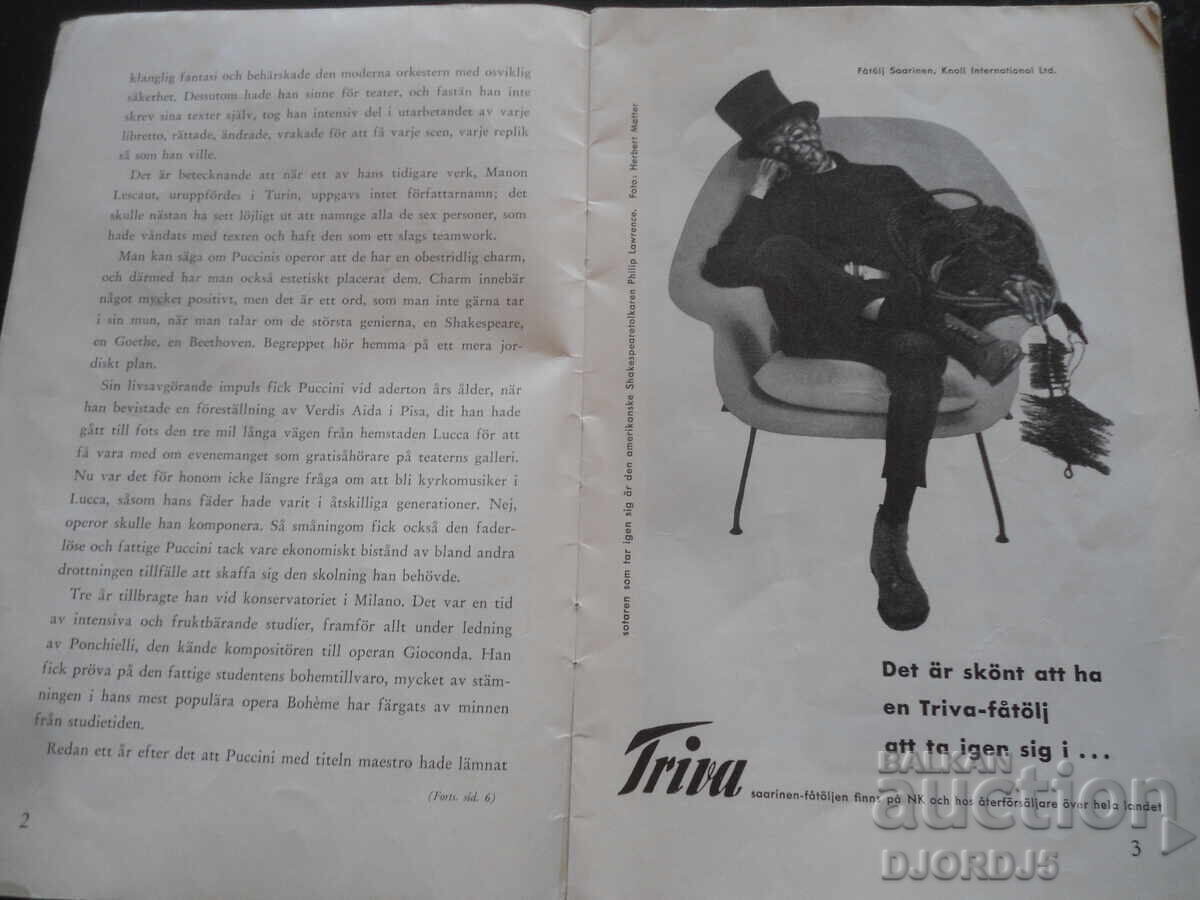 klanglig fantasi och behärskade den moderna orkestern med osviklig
säkerhet. Dessutom hade han sinne för teater, och fastän han inte
skrev sina texter själv, tog han intensiv del i utarbetandet av varje
libretto, rättade, ändrade, vrakade för att få varje scen, varje replik
så som han ville.
Det är betecknande att när ett av hans tidigare verk, Manon
Lescaut, uruppfördes i Turin, uppgavs intet författarnamn; det
skulle nästan ha sett löjligt ut att namnge alla de sex personer, som
hade våndats med texten och haft den som ett slags teamwork.
Man kan säga om Puccinis operor att de har en obestridlig charm,
och därmed har man också estetiskt placerat dem. Charm innebär
något mycket positivt, men det är ett ord, som man inte gärna tar
i sin mun, när man talar om de största genierna, en Shakespeare,
en Goethe, en Beethoven. Begreppet hör hemma på ett mera jor-
diskt plan.
Sin livsavgörande impuls fick Puccini vid aderton års ålder, när
han bevistade en föreställning av Verdis Aida i Pisa, dit han hade
gått till fots den tre mil långa vägen från hemstaden Lucca för att
få vara med om evenemanget som gratisåhörare på teaterns galleri.
Nu var det för honom icke längre fråga om att bli kyrkomusiker i
Lucca, såsom hans fäder hade varit i åtskilliga generationer. Nej,
operor skulle han komponera. Så småningom fick också den fader-
löse och fattige Puccini tack vare ekonomiskt bistånd av bland andra
drottningen tillfälle att skaffa sig den skolning han behövde.
Tre år tillbragte han vid konservatoriet i Milano. Det var en tid
av intensiva och fruktbärande studier, framför allt under ledning
av Ponchielli, den kände kompositören till operan Gioconda. Han
fick pröva på den fattige studentens bohemtillvaro, mycket av stäm-
ningen i hans mest populära opera Bohème har färgats av minnen
från studietiden.
Redan ett år efter det att Puccini med titeln maestro hade lämnat
(Forts. sid. 6)
2
Fåtölj Saarinen, Knoll International Ltd.
sotaren som tar igen sig är den amerikanske Shakespearetolkaren Philip Lawrence. Foto: Herbert Matter
Det är skönt att ha
en Triva-fåtölj
att ta igen sig i ...
Triva
saarinen-fåtöljen finns på NK och hos återförsäljare över hela landet
3
BALKAN
auction
DJORDJ5